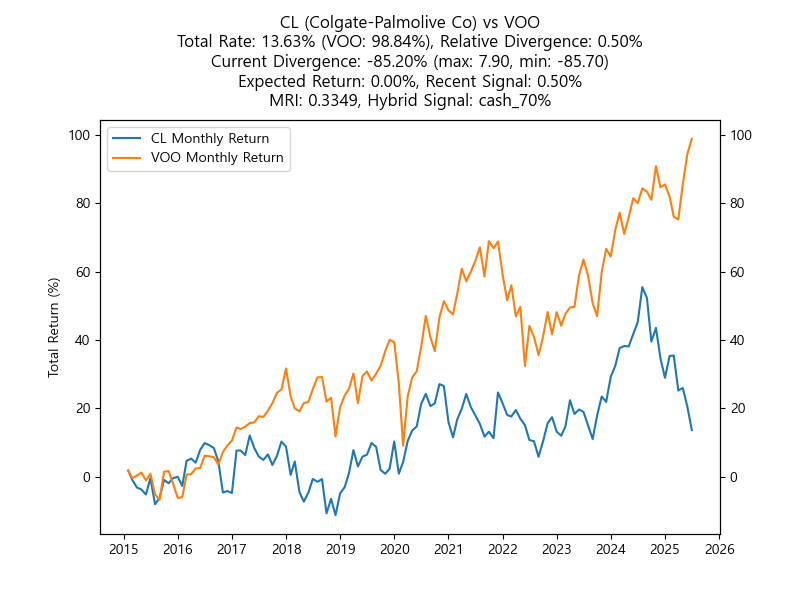 CL (Colgate-Palmolive Co) vs VOO
Total Rate: 13.63% (VOO: 98.84%), Relative Divergence: 0.50%
Current Divergence: -85.20% (max: 7.90, min: -85.70)
Expected Return: 0.00%, Recent Signal: 0.50%
MRI: 0.3349, Hybrid Signal: cash_70%
CL Monthly Return
VOO Monthly Return
Total Return (%)
100
80
60
40
20
0
100
80
60
40
20
0
2015 2016 2017 2018 2019 2020 2021 2022 2023 2024 2025 2026